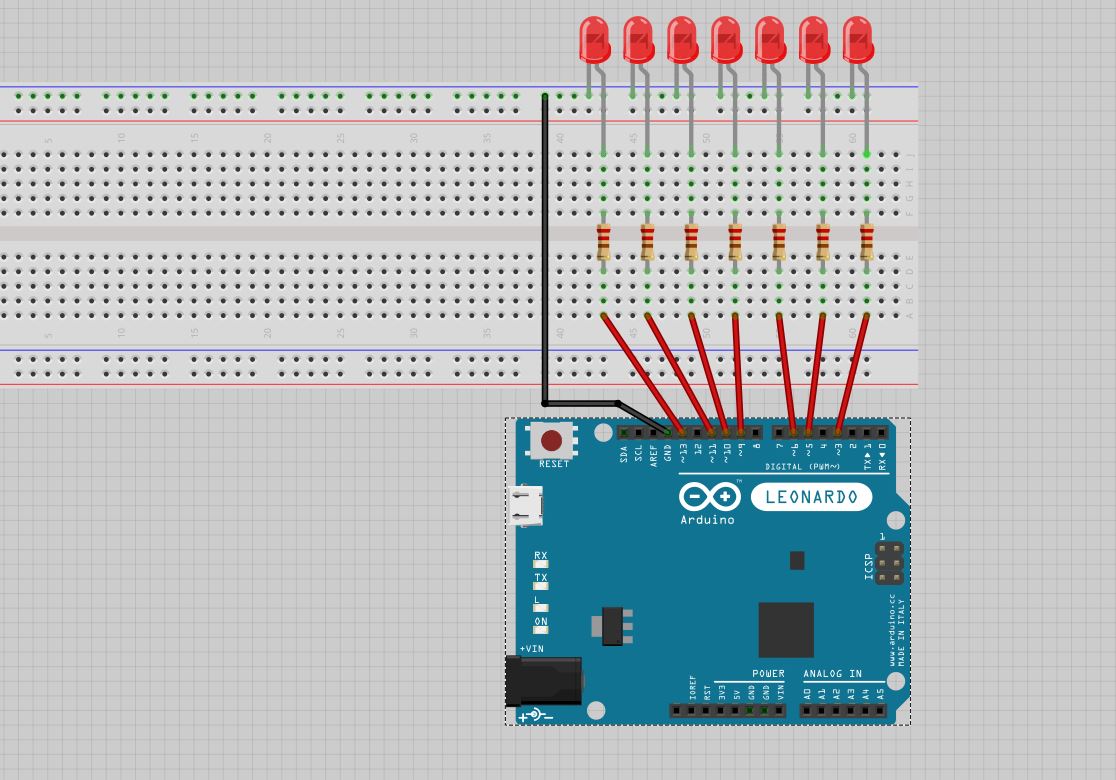 5 10 15 20 25 30 35 40 45 50 55 60
J
I
H
G
F
E
D
C
B
A
5 10 15 20 25 30 35 40 45 50 55 60
RESET
SDA SCL AREF GND ~13 12 ~11 ~10 ~9 8 7 ~6 ~5 4 ~3 2 TX▶1 RX◀0
DIGITAL (PWM~)
LEONARDO
TM
Arduino
1
ICSP
RX
TX
L
ON
www.arduino.cc
MADE IN ITALY
+VIN
POWER ANALOG IN
IOREF RST 3V3 5V GND GND VIN A0 A1 A2 A3 A4 A5